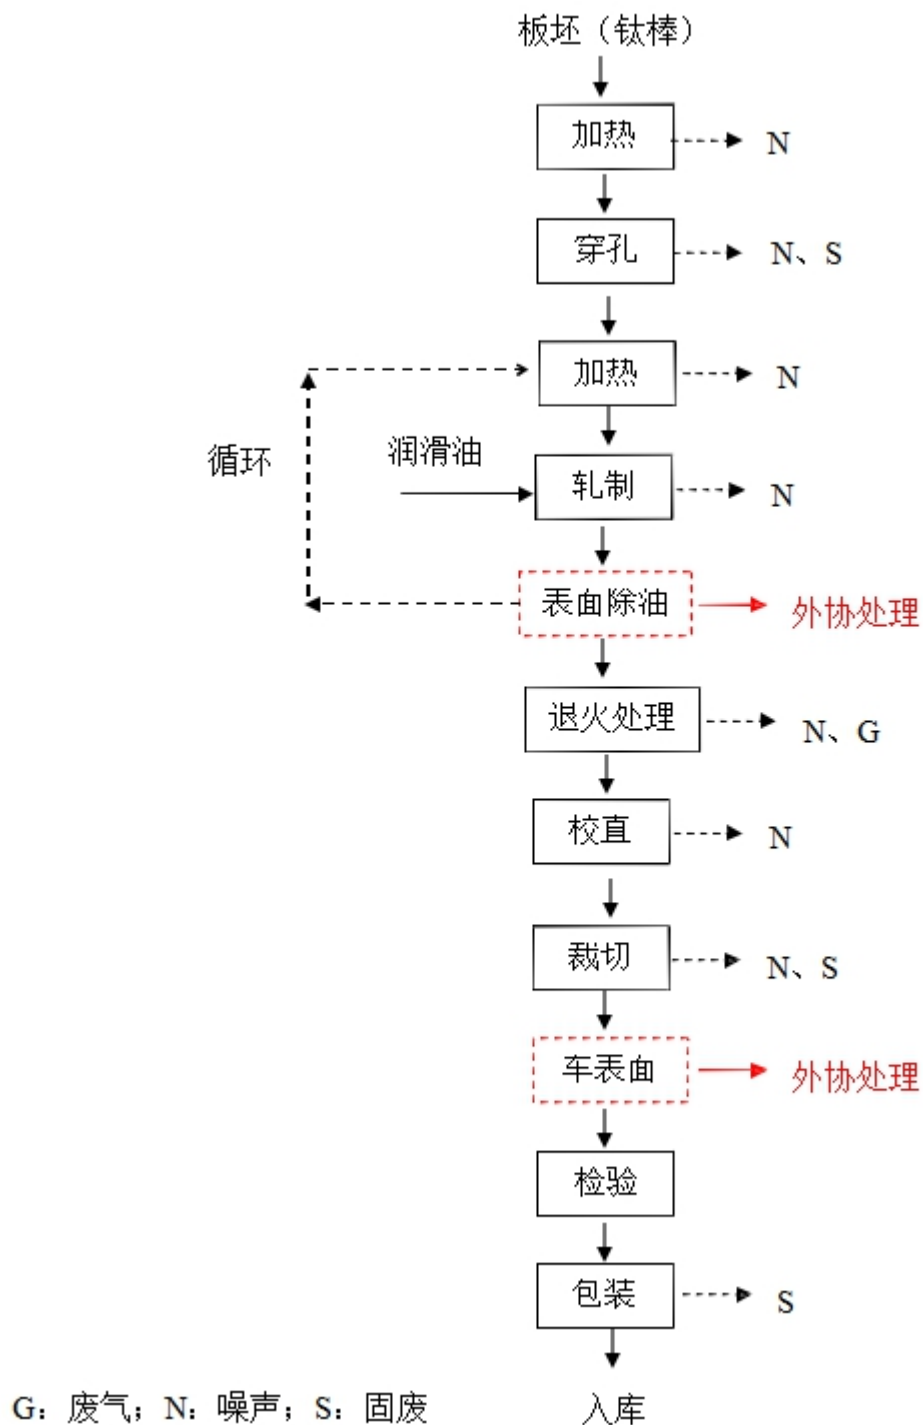 板坯（钛棒）
加热
N
穿孔
N、S
加热
N
循环
润滑油
轧制
N
表面除油
外协处理
退火处理
N、G
校直
N
裁切
N、S
车表面
外协处理
检验
包装
S
G：废气；N：噪声；S：固废
入库